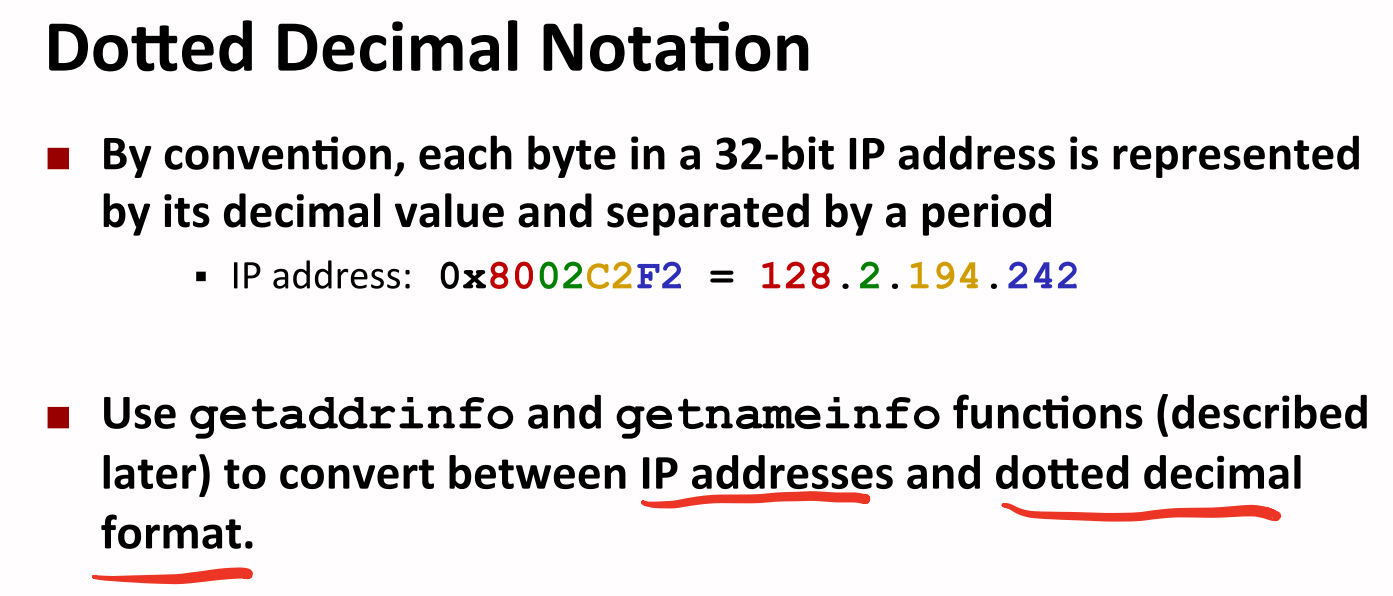 Dotted Decimal Notation
■ By convention, each byte in a 32-bit IP address is represented
by its decimal value and separated by a period
▪ IP address: 0x8002C2F2 = 128.2.194.242
■ Use getaddrinfo and getnameinfo functions (described
later) to convert between IP addresses and dotted decimal
format.